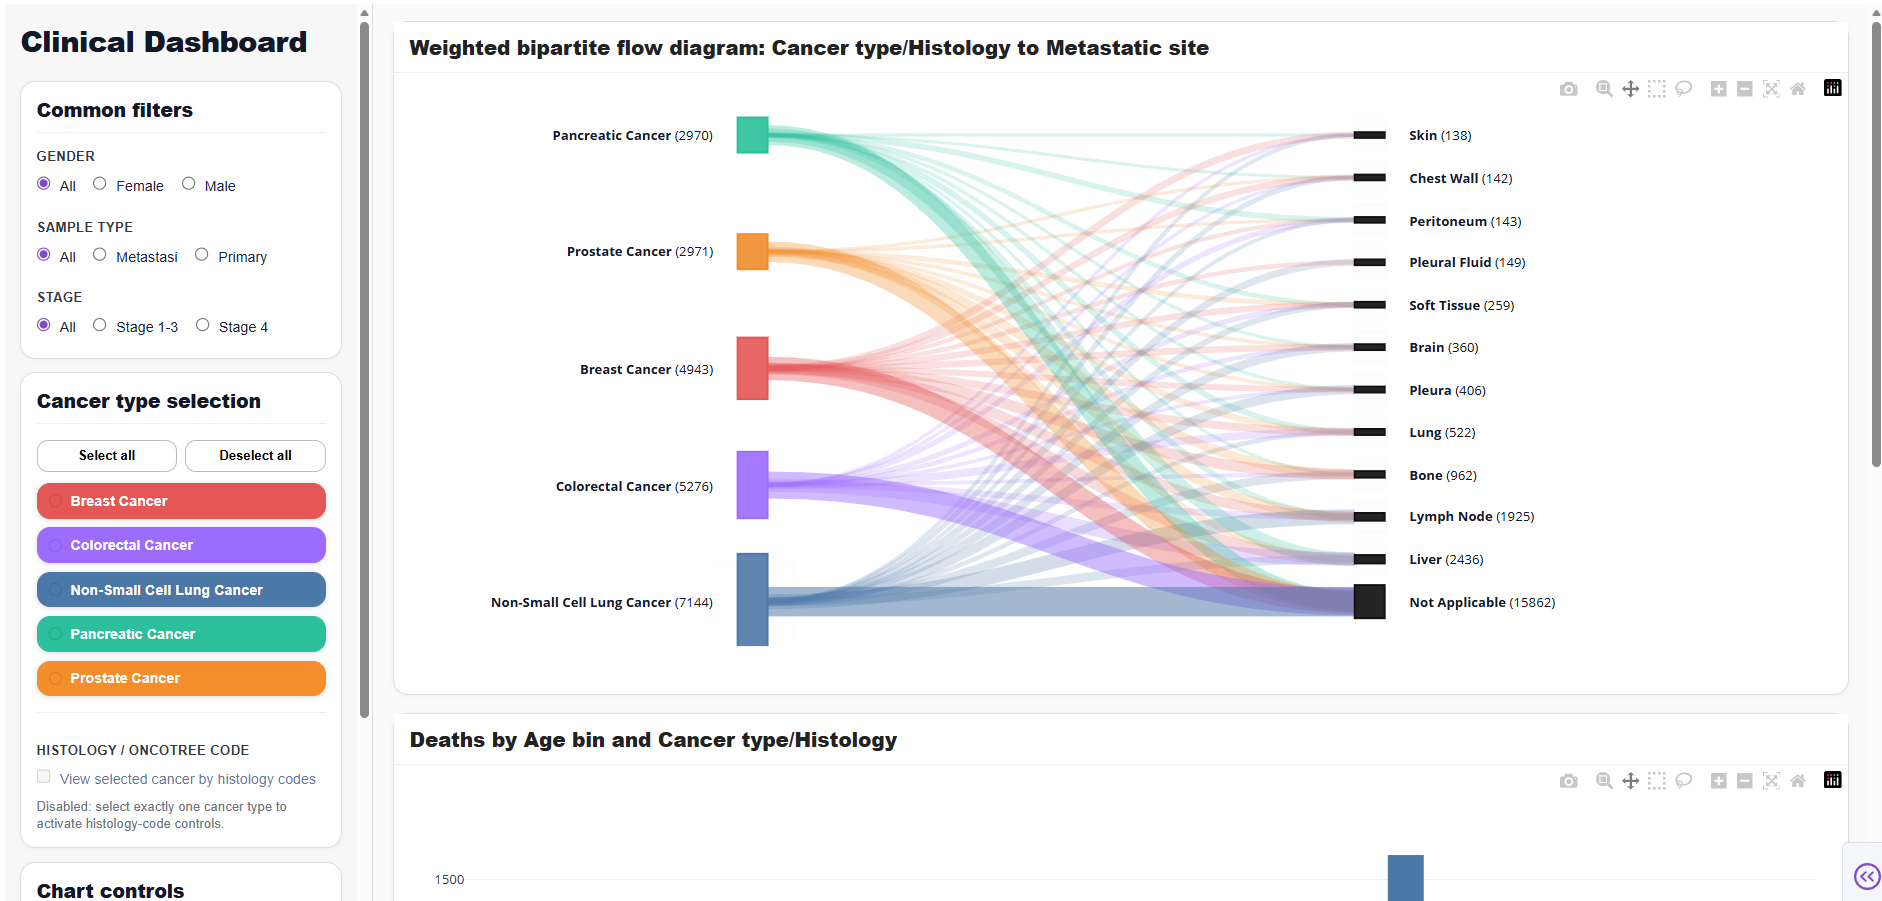 Clinical Dashboard
Common filters
GENDER
All Female Male
SAMPLE TYPE
All Metastasi Primary
STAGE
All Stage 1-3 Stage 4
Cancer type selection
Select all Deselect all
Breast Cancer
Colorectal Cancer
Non-Small Cell Lung Cancer
Pancreatic Cancer
Prostate Cancer
HISTOLOGY / ONCOTREE CODE
View selected cancer by histology codes
Disabled: select exactly one cancer type to
activate histology-code controls.
Chart controls
Weighted bipartite flow diagram: Cancer type/Histology to Metastatic site
Pancreatic Cancer (2970)
Prostate Cancer (2971)
Breast Cancer (4943)
Colorectal Cancer (5276)
Non-Small Cell Lung Cancer (7144)
Skin (138)
Chest Wall (142)
Peritoneum (143)
Pleural Fluid (149)
Soft Tissue (259)
Brain (360)
Pleura (406)
Lung (522)
Bone (962)
Lymph Node (1925)
Liver (2436)
Not Applicable (15862)
Deaths by Age bin and Cancer type/Histology
1500